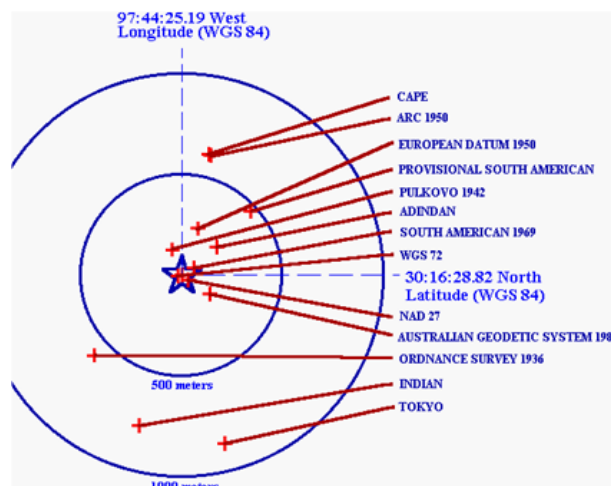 97:44:25.19 West
Longitude (WGS 84)
CAPE
ARC 1950
EUROPEAN DATUM 1950
PROVISIONAL SOUTH AMERICAN
PULKOVO 1942
ADINDAN
SOUTH AMERICAN 1969
WGS 72
30:16:28.82 North
Latitude (WGS 84)
NAD 27
AUSTRALIAN GEODETIC SYSTEM 198
ORDNANCE SURVEY 1936
500 meters
INDIAN
TOKYO
1000 meters